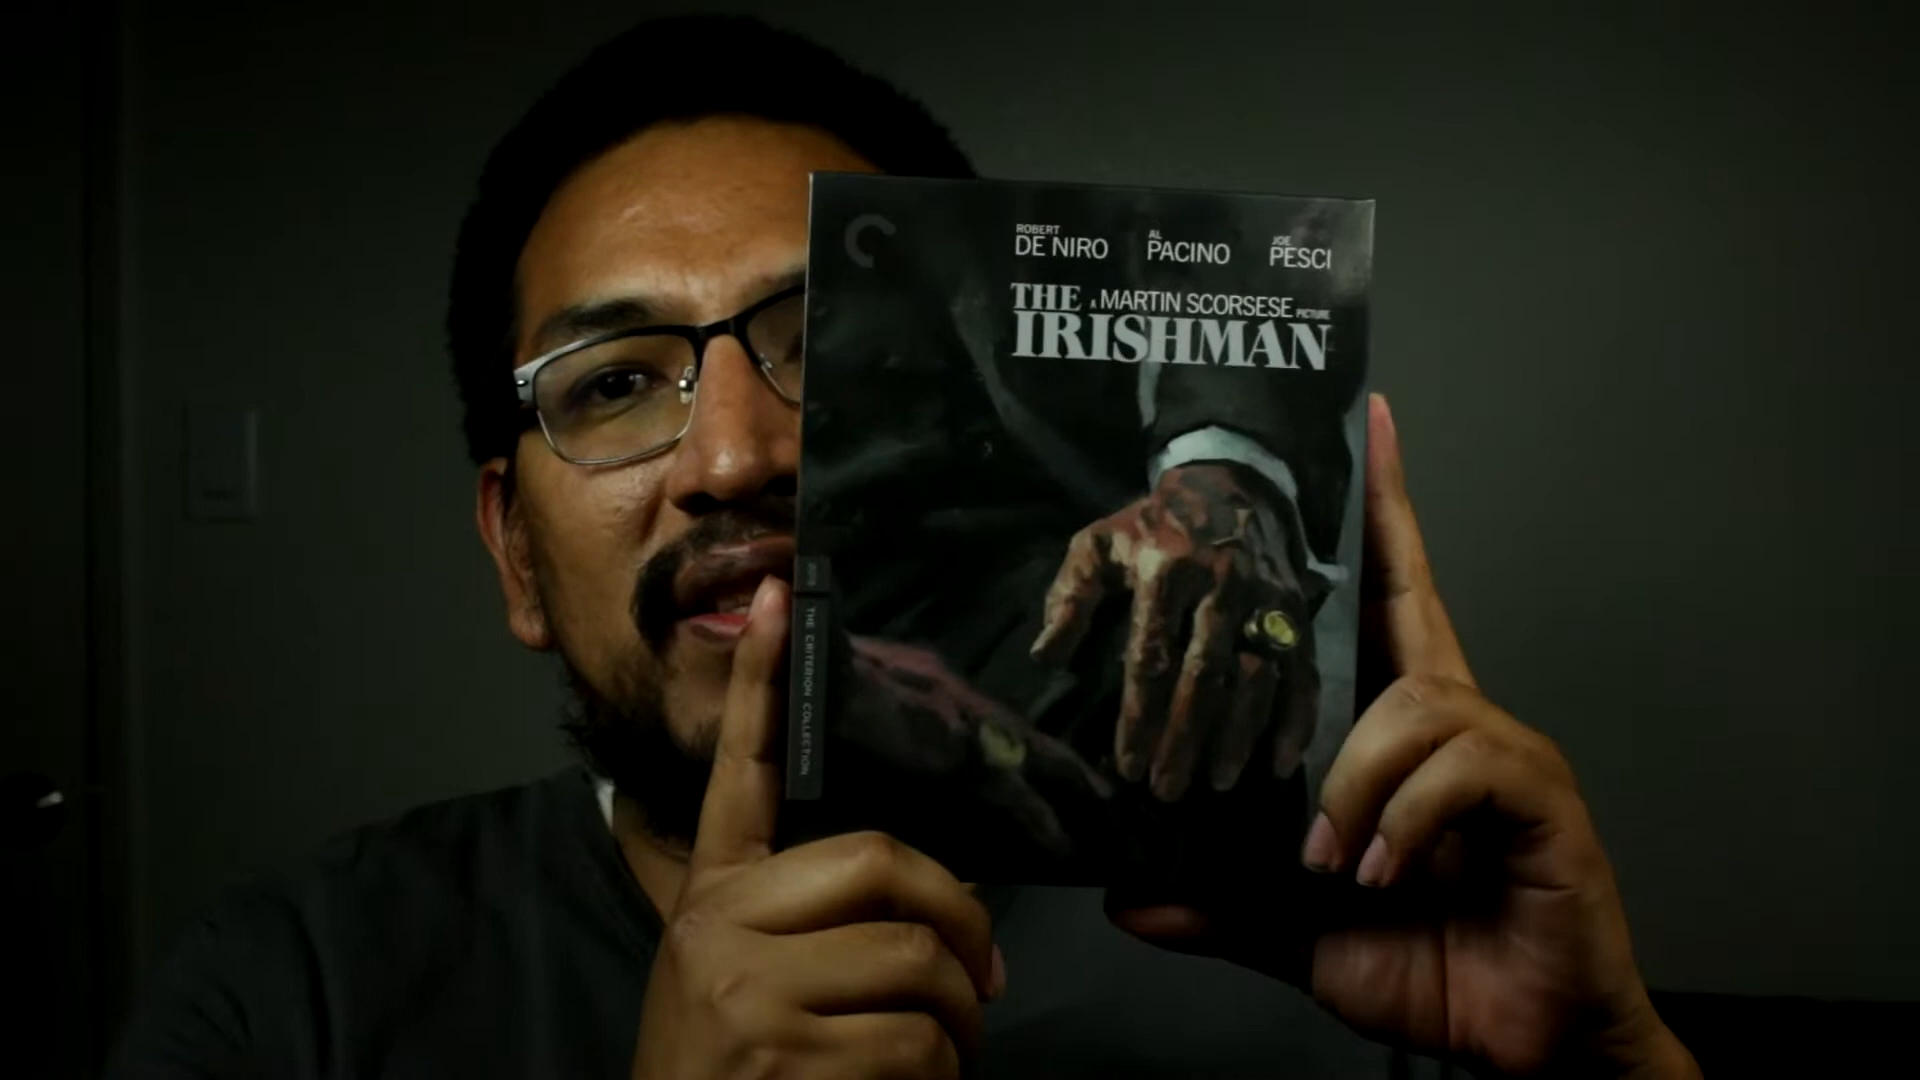 ROBERT
DE NIRO
AL
PACINO
JOE
PESCI
THE A MARTIN SCORSESE PICTURE
IRISHMAN
THE CRITERION COLLECTION